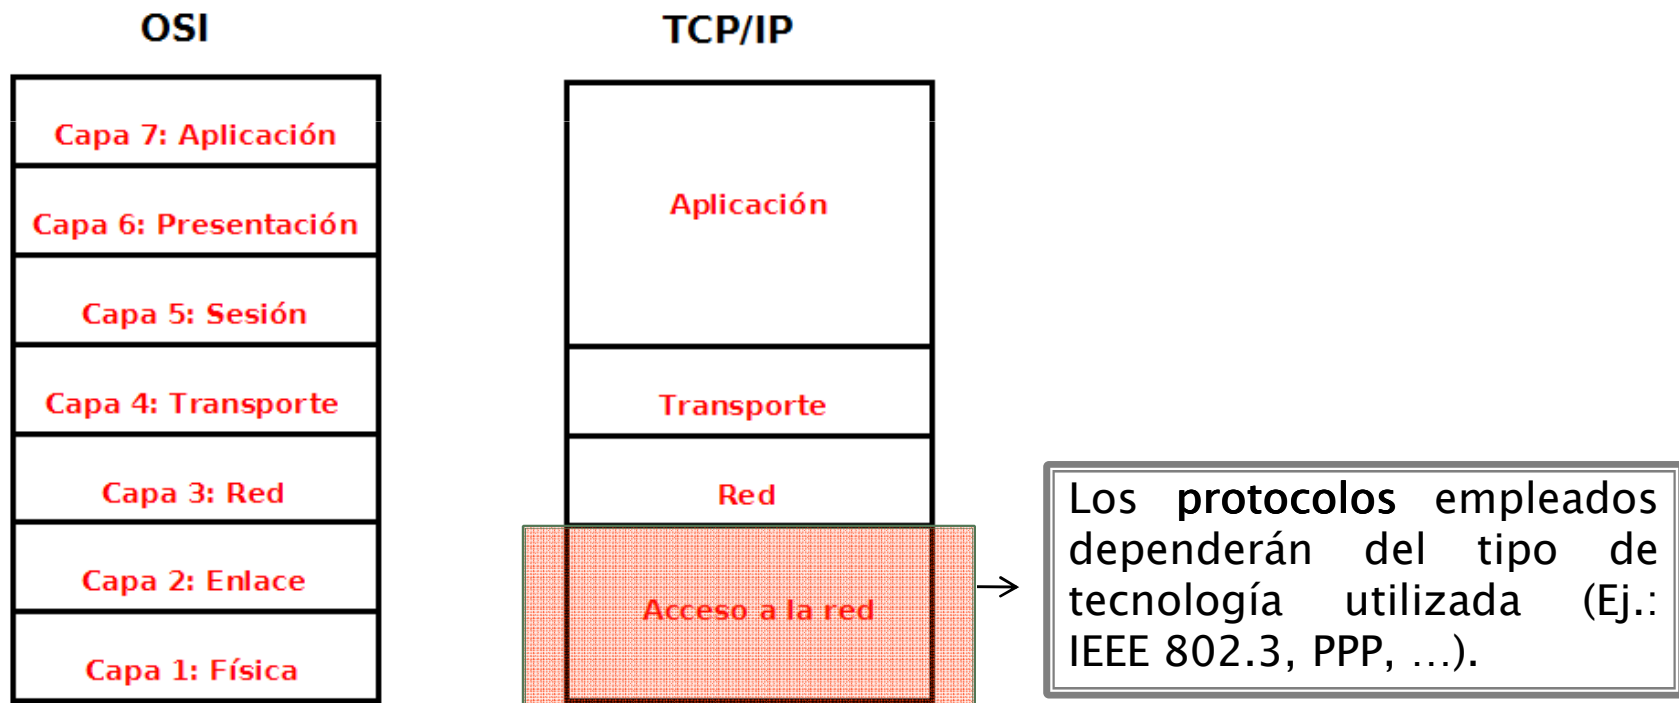 OSI
Capa 7: Aplicación
Capa 6: Presentación
Capa 5: Sesión
Capa 4: Transporte
Capa 3: Red
Capa 2: Enlace
Capa 1: Física
TCP/IP
Aplicación
Transporte
Red
Acceso a la red
Los protocolos empleados
dependerán del tipo de
tecnología utilizada (Ej.:
IEEE 802.3, PPP, …).